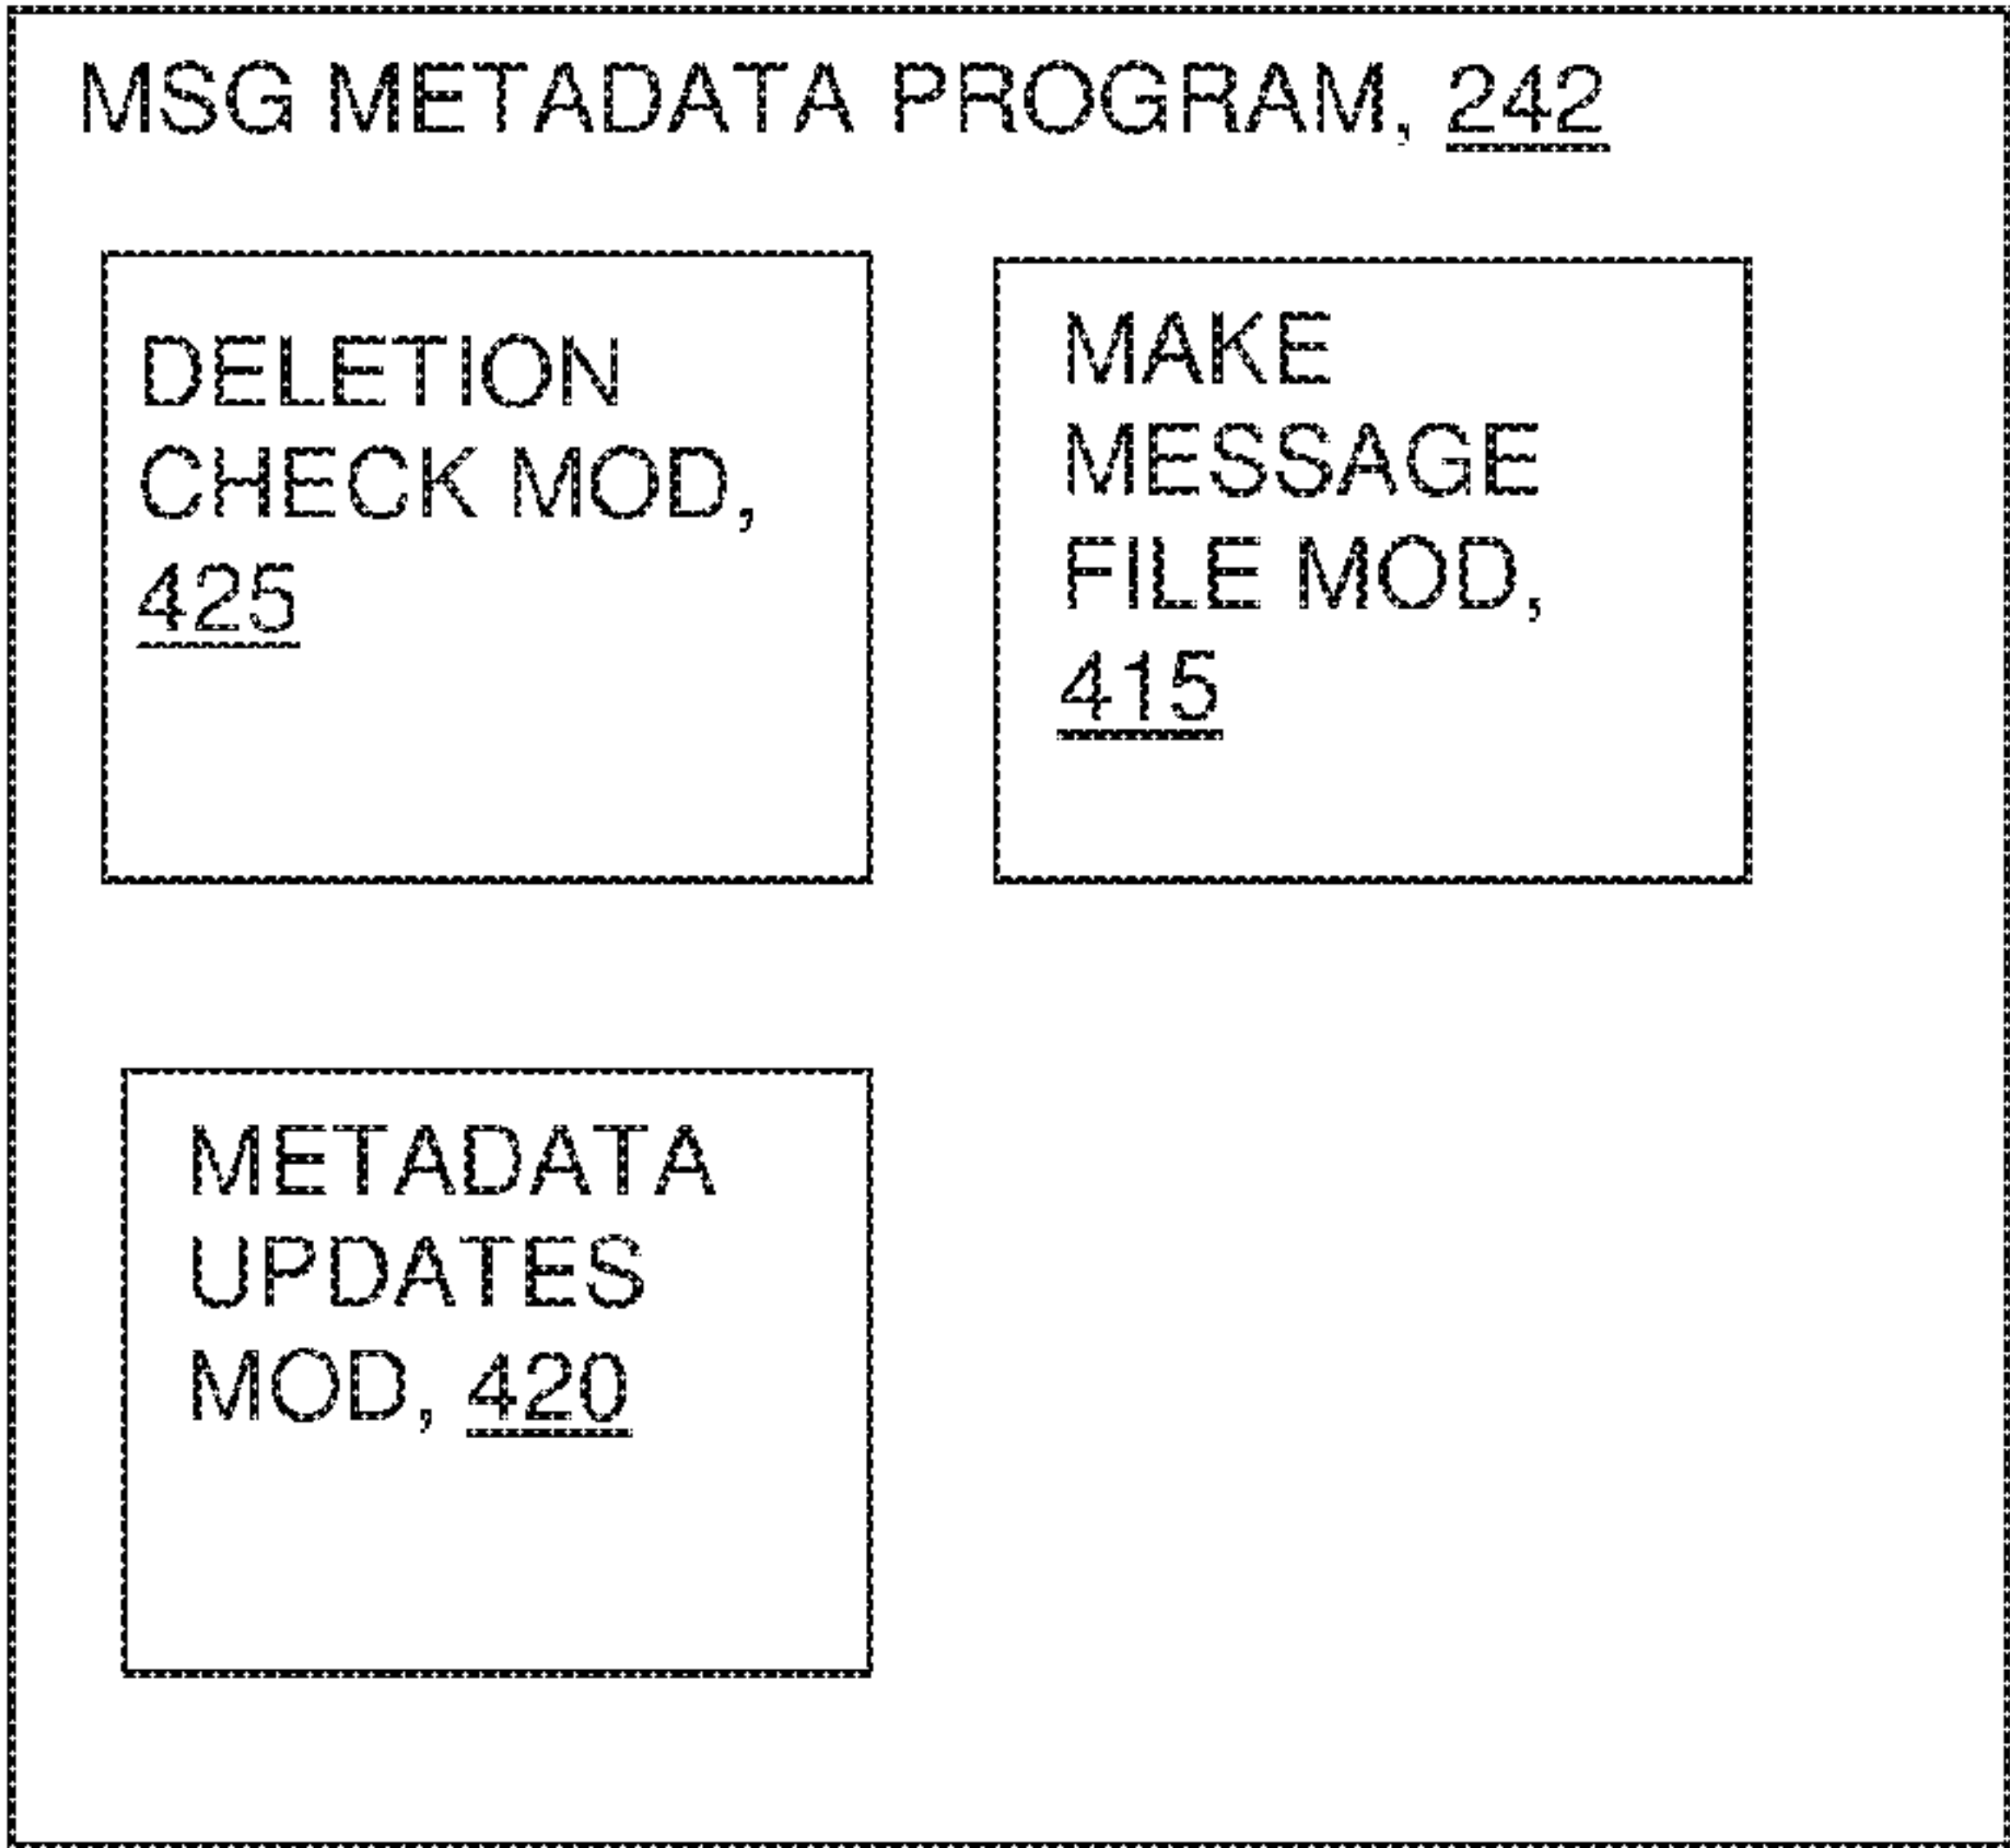 MSG METADATA PROGRAM, 242
DELETION
CHECK MOD,
425
MAKE
MESSAGE
FILE MOD,
415
METADATA
UPDATES
MOD, 420